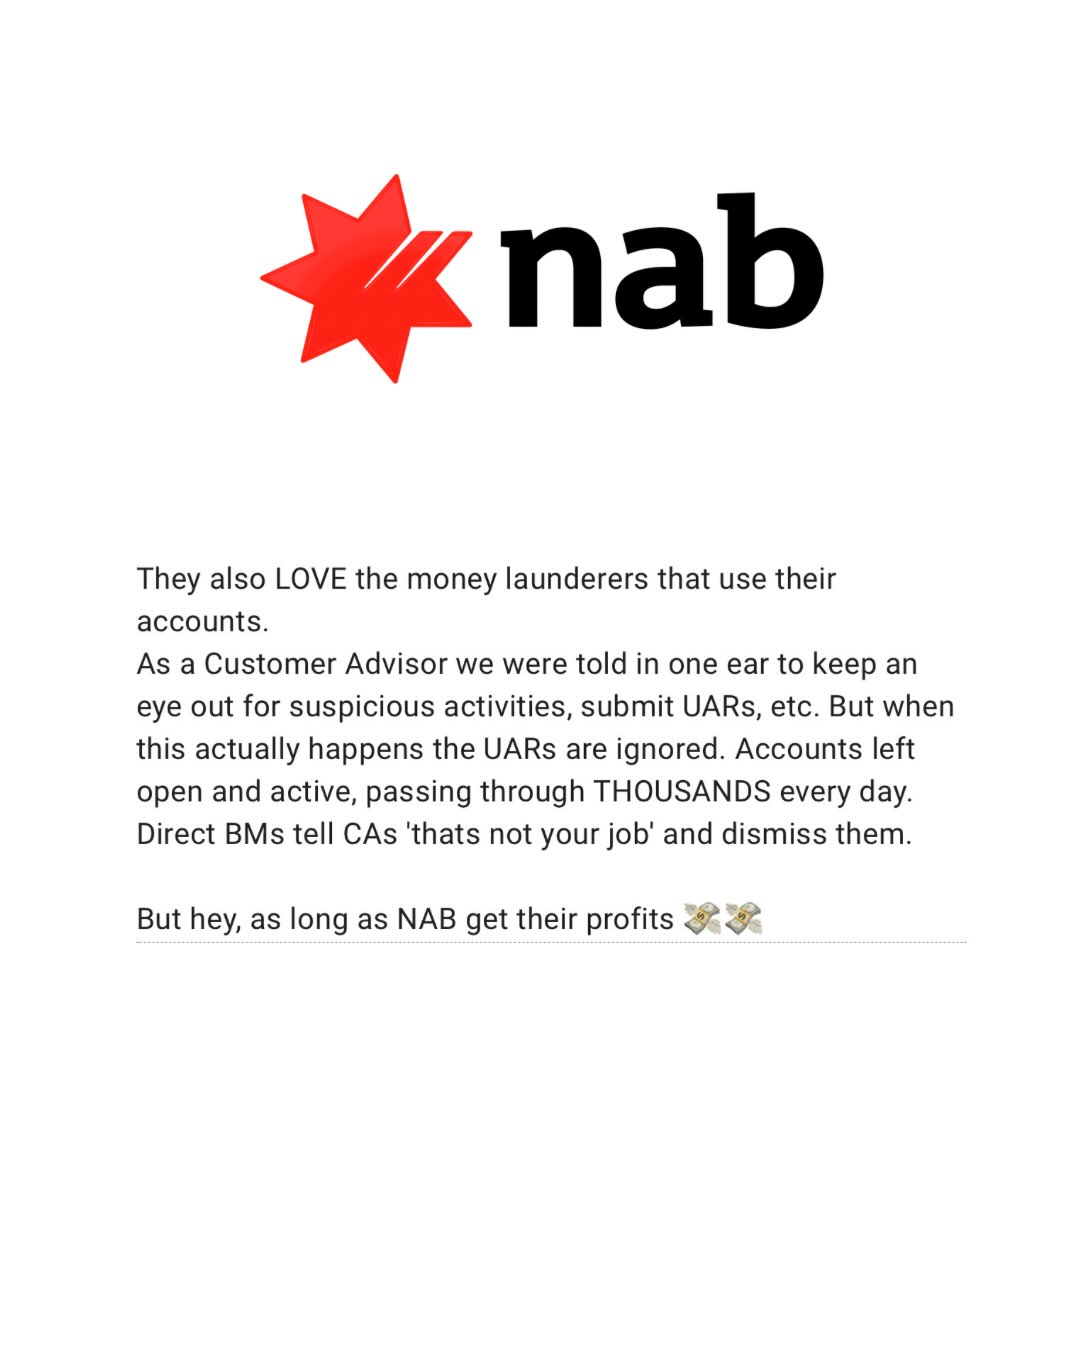 nab
They also LOVE the money launderers that use their
accounts.
As a Customer Advisor we were told in one ear to keep an
eye out for suspicious activities, submit UARs, etc. But when
this actually happens the UARs are ignored. Accounts left
open and active, passing through THOUSANDS every day.
Direct BMs tell CAs 'thats not your job' and dismiss them.
But hey, as long as NAB get their profits 💸💸